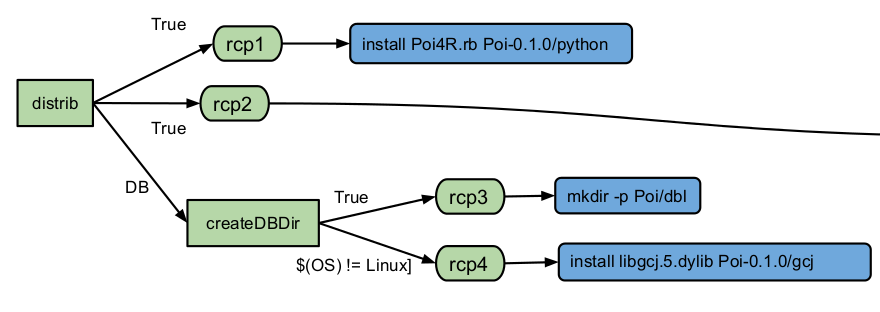 True
rcp1
install Poi4R.rb Poi-0.1.0/python
distrib
rcp2
True
DB
True
rcp3
mkdir -p Poi/dbl
createDBDir
$(OS) != Linux]
rcp4
install libgcj.5.dylib Poi-0.1.0/gcj